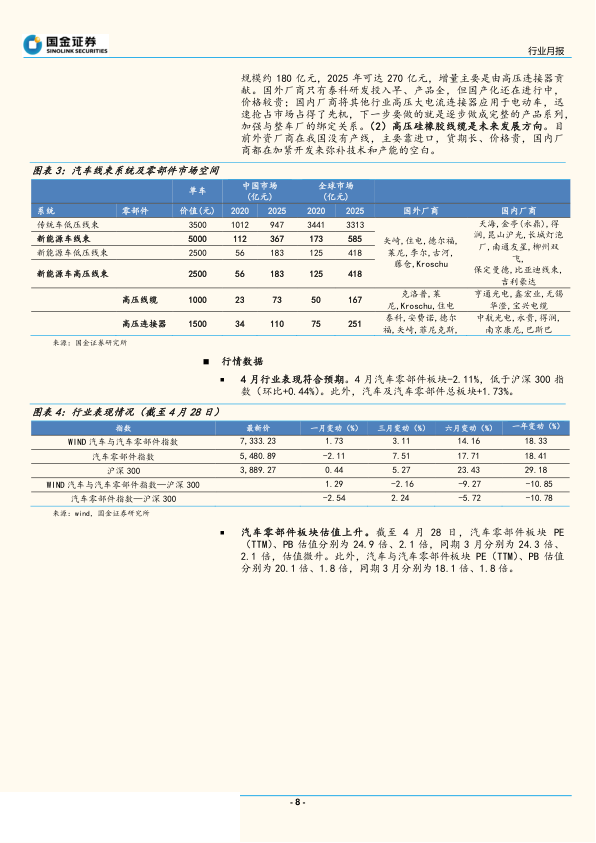 国金证券
SINOLINK SECURITIES
行业月报
规模约 180 亿元，2025 年可达 270 亿元，增量主要是由高压连接器贡
献。国外厂商只有泰科研发投入早、产品全，但国产化还在进行中，
价格较贵；国内厂商将其他行业高压大电流连接器应用于电动车，迅
速抢占市场占得了先机，下一步要做的就是逐步做成完整的产品系列，
加强与整车厂的绑定关系。（2）高压硅橡胶线缆是未来发展方向。目
前外资厂商在我国没有产线，主要靠进口，货期长、价格贵，国内厂
商都在加紧开发来弥补技术和产能的空白。
图表 3：汽车线束系统及零部件市场空间
单车 中国市场 全球市场
（亿元） （亿元）
系统 零部件 价值(元) 2020 2025 2020 2025 国外厂商 国内厂商
传统车低压线束 3500 1012 947 3441 3313
新能源车线束 5000 112 367 173 585
新能源车低压线束 2500 56 183 125 418
新能源车高压线束 2500 56 183 125 418
矢崎,住电,德尔福,
莱尼,李尔,古河,
藤仓,Kroschu
天海,金亭(永鼎),得
润,昆山沪光,长城灯泡
厂,南通友星,柳州双
飞,
保定曼德,比亚迪线束,
吉利豪达
高压线缆 1000 23 73 50 167 克洛普,莱 亨通光电,鑫宏业,无锡
尼,Kroschu,住电 华澄,宝兴电缆
高压连接器 1500 34 110 75 251 泰科,安费诺,德尔 中航光电,永贵,得润,
福,矢崎,菲尼克斯, 南京康尼,巴斯巴
来源：国金证券研究所
■ 行情数据
■ 4 月行业表现符合预期。4 月汽车零部件板块-2.11%，低于沪深 300 指
数（环比+0.44%）。此外，汽车及汽车零部件总板块+1.73%。
图表 4：行业表现情况（截至 4 月 28 日）
指数 最新价 一月变动（%） 三月变动（%） 六月变动（%） 一年变动（%）
WIND 汽车与汽车零部件指数 7,333.23 1.73 3.11 14.16 18.33
汽车零部件指数 5,480.89 -2.11 7.51 17.71 18.41
沪深 300 3,889.27 0.44 5.27 23.43 29.18
WIND 汽车与汽车零部件指数—沪深 300 1.29 -2.16 -9.27 -10.85
汽车零部件指数—沪深 300 -2.54 2.24 -5.72 -10.78
来源：wind，国金证券研究所
■ 汽车零部件板块估值上升。截至 4 月 28 日，汽车零部件板块 PE
（TTM）、PB 估值分别为 24.9 倍、2.1 倍，同期 3 月分别为 24.3 倍、
2.1 倍，估值微升。此外，汽车与汽车零部件板块 PE（TTM）、PB 估值
分别为 20.1 倍、1.8 倍，同期 3 月分别为 18.1 倍、1.8 倍。
- 8 -